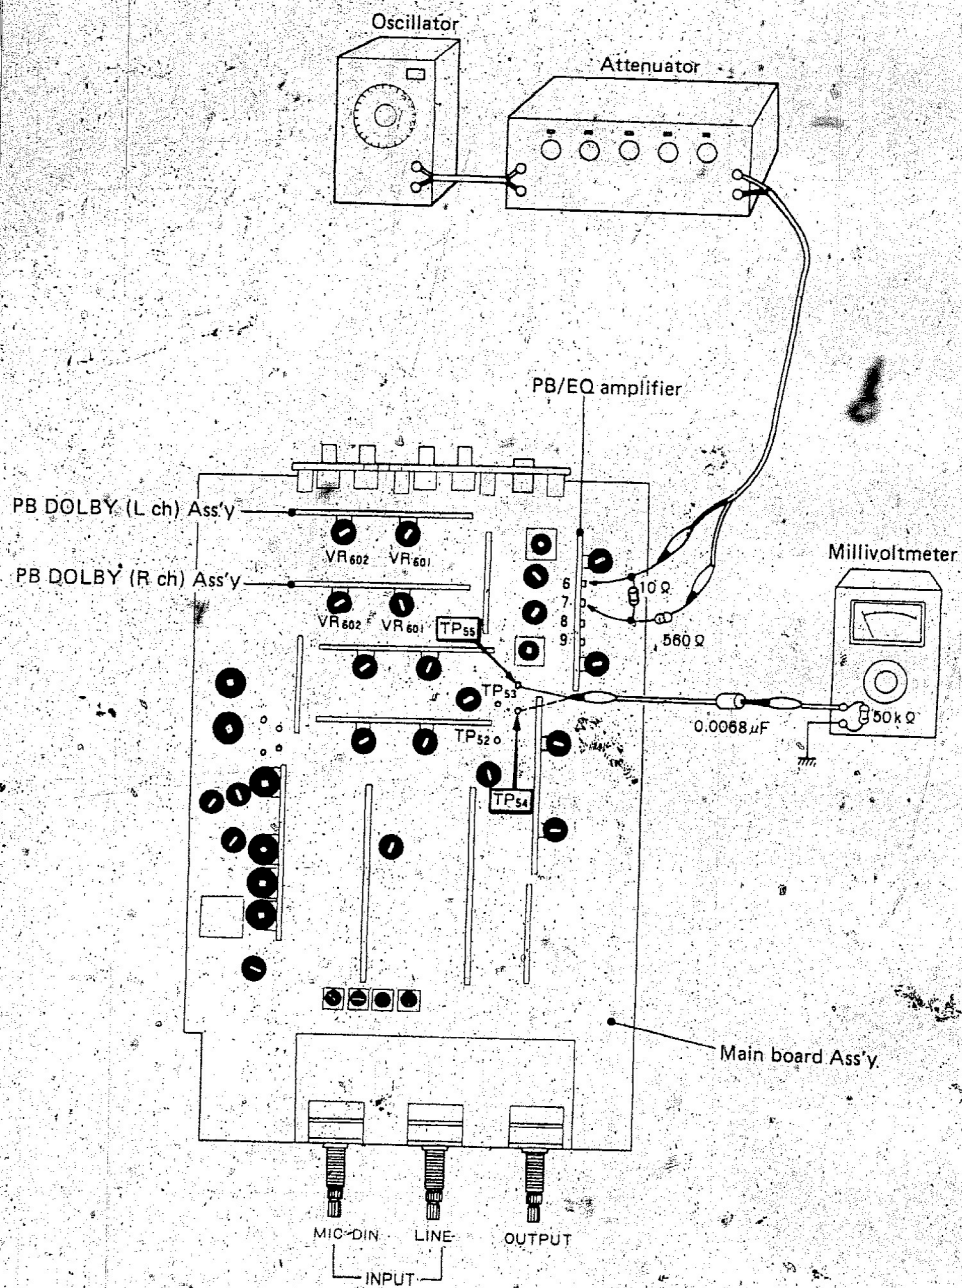 Oscillator
Attenuator
PB/EQ amplifier
PB DOLBY (L ch) Ass'y
VR602 VR601
Millivoltmeter
PB DOLBY (R ch) Ass'y
VR602 VR601
6
7
8
9
10Ω
560Ω
TP55
TP53
0.0068μF
50kΩ
TP52
TP54
Main board Ass'y
MIC-DIN LINE OUTPUT
INPUT